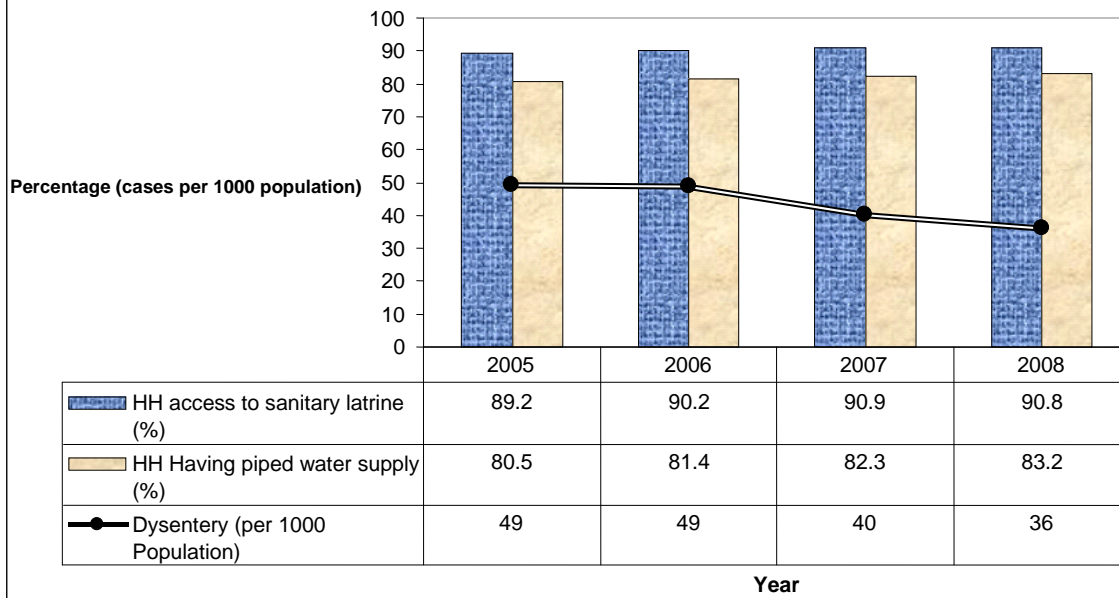 100
90
80
70
60
50
40
30
20
10
0
Percentage (cases per 1000 population)
2005 2006 2007 2008
HH access to sanitary latrine (%) 89.2 90.2 90.9 90.8
HH Having piped water supply (%) 80.5 81.4 82.3 83.2
Dysentery (per 1000 Population) 49 49 40 36
Year